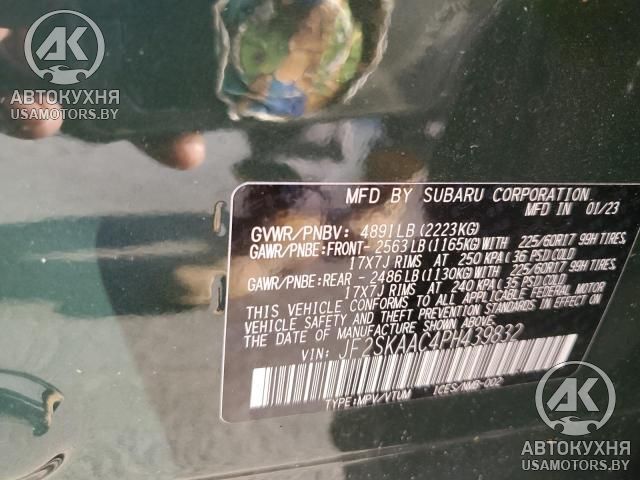 AK
АВТОКУХНЯ
USAMOTORS.BY
MFD BY SUBARU CORPORATION
MFD IN 01/23
GVWR/PNBV: 4891LB(2223KG)
GAWR/PNBE:FRONT- 2563LB(1165KG)WITH 225/60R17 99H TIRES
17X7J RIMS AT 250 KPA(36 PSI)COLD
GAWR/PNBE:REAR -2486LB(1130KG)WITH 225/60R17 99H TIRES
17X7J RIMS AT 240 KPA(35 PSI)COLD
THIS VEHICLE CONFORMS TO ALL APPLICABLE FEDERAL MOTOR
VEHICLE SAFETY AND THEFT PREVENTION STANDARDS IN EFFECT ON
THE DATE OF MANUFACTURE SHOWN ABOVE.
VIN: JF2SKAAC4PH439832
TYPE:MPV/VTUM ICES/NMB-002
AK
АВТОКУХНЯ
USAMOTORS.BY